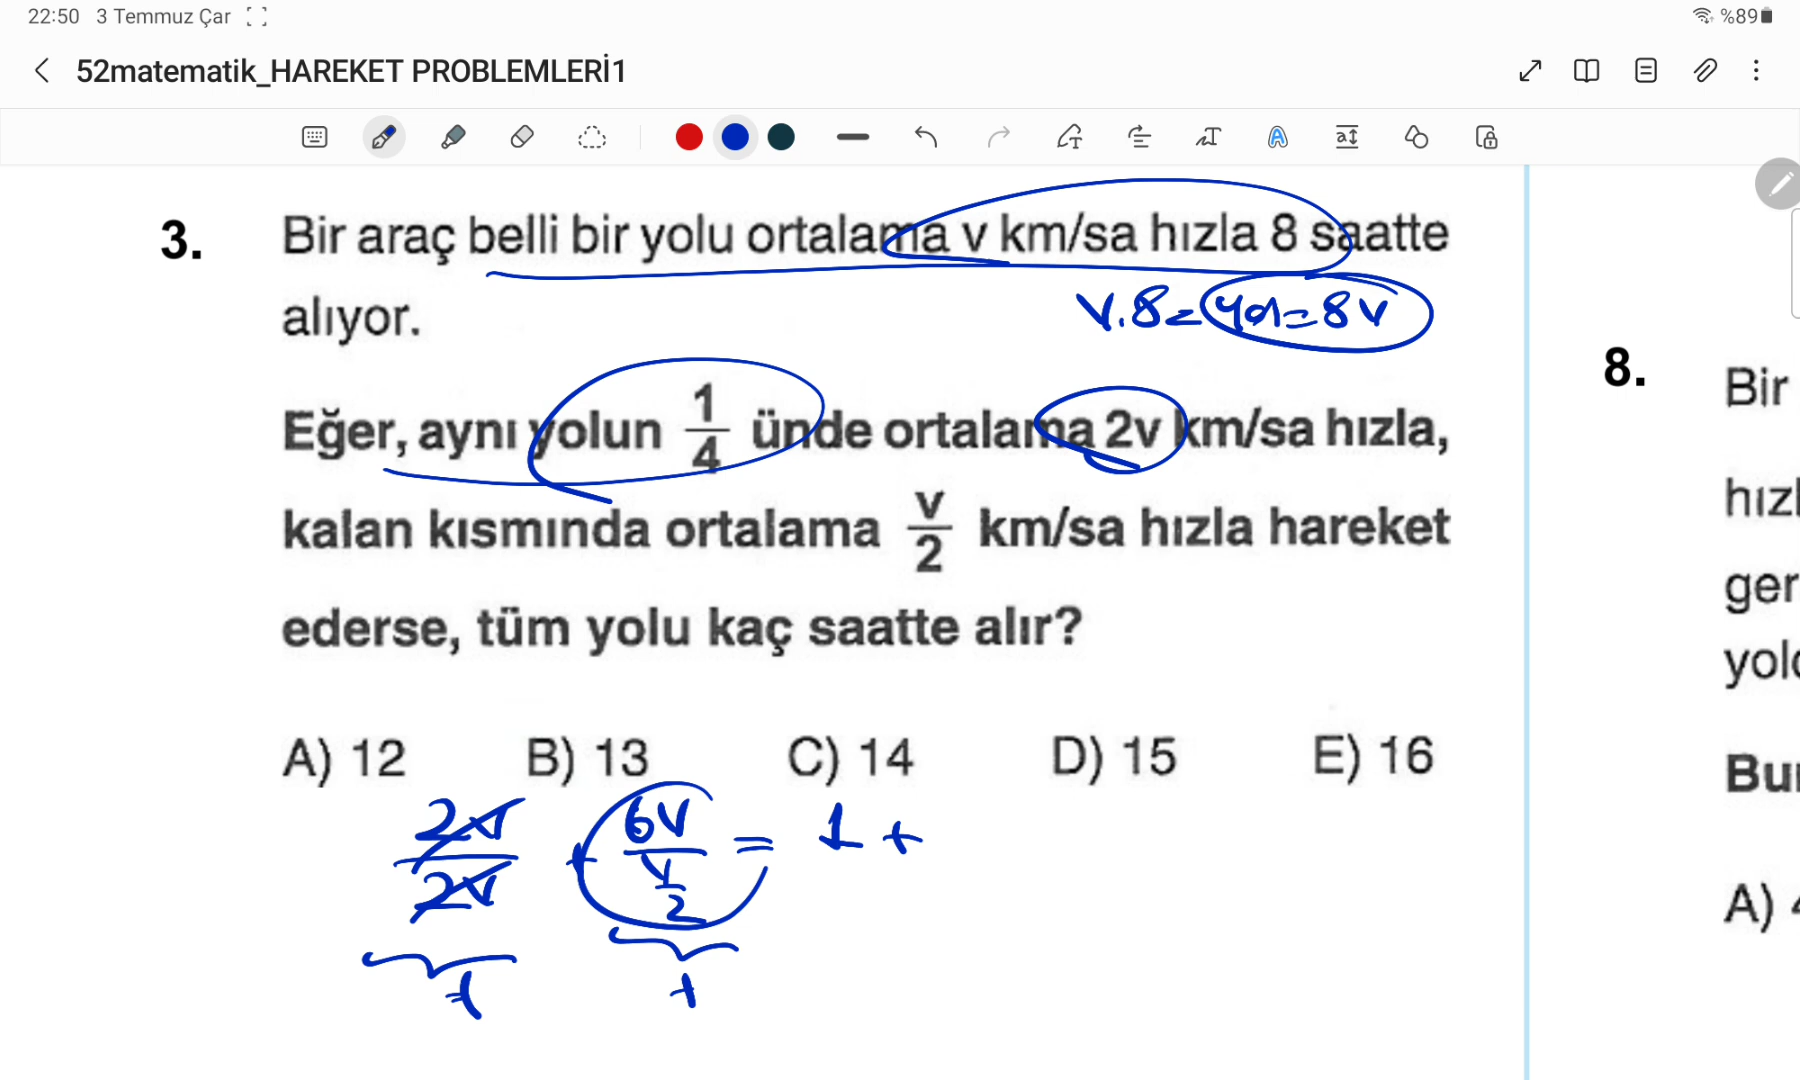 22:50 3 Temmuz Çar %89
52matematik_HAREKET PROBLEMLERİ1
3. Bir araç belli bir yolu ortalama v km/sa hızla 8 saatte
alıyor.
v.8 = yol = 8v
Eğer, aynı yolun 1/4 ünde ortalama 2v km/sa hızla,
kalan kısmında ortalama v/2 km/sa hızla hareket
ederse, tüm yolu kaç saatte alır?
A) 12 B) 13 C) 14 D) 15 E) 16
2v/2v + 6v/(v/2) = 1 +
t t
8. Bir
hızl
ger
Bu
A) 4